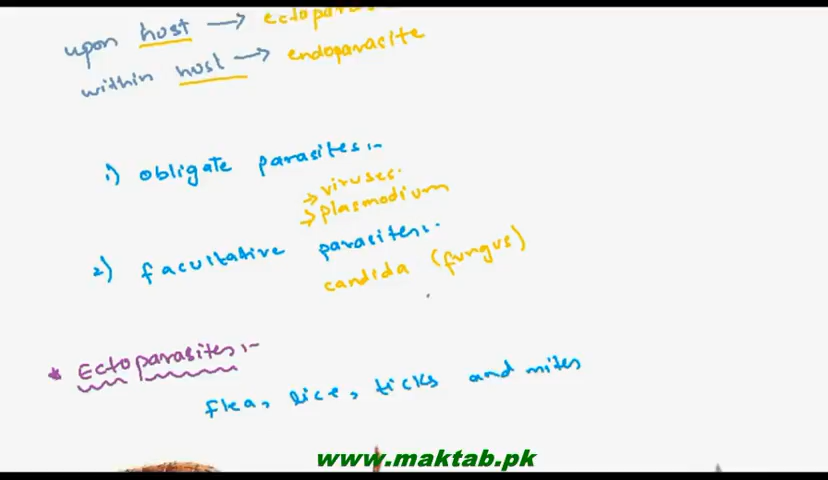 upon host → 
within host → endoparasite
1) obligate parasites:-
→ viruses.
→ plasmodium
2) facultative parasites:-
candida (fungus)
* Ectoparasites:-
flea, lice, ticks and mites
www.maktab.pk